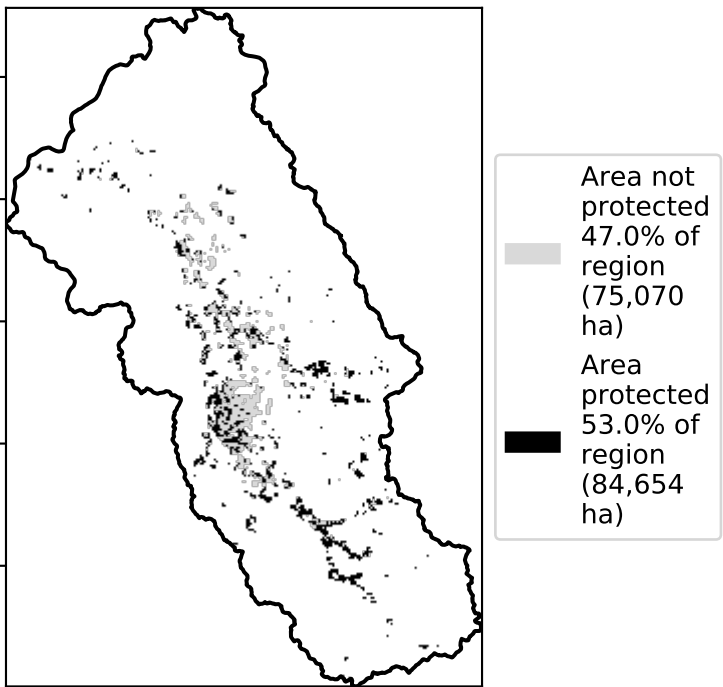 Area not
protected
47.0% of
region
(75,070
ha)
Area
protected
53.0% of
region
(84,654
ha)